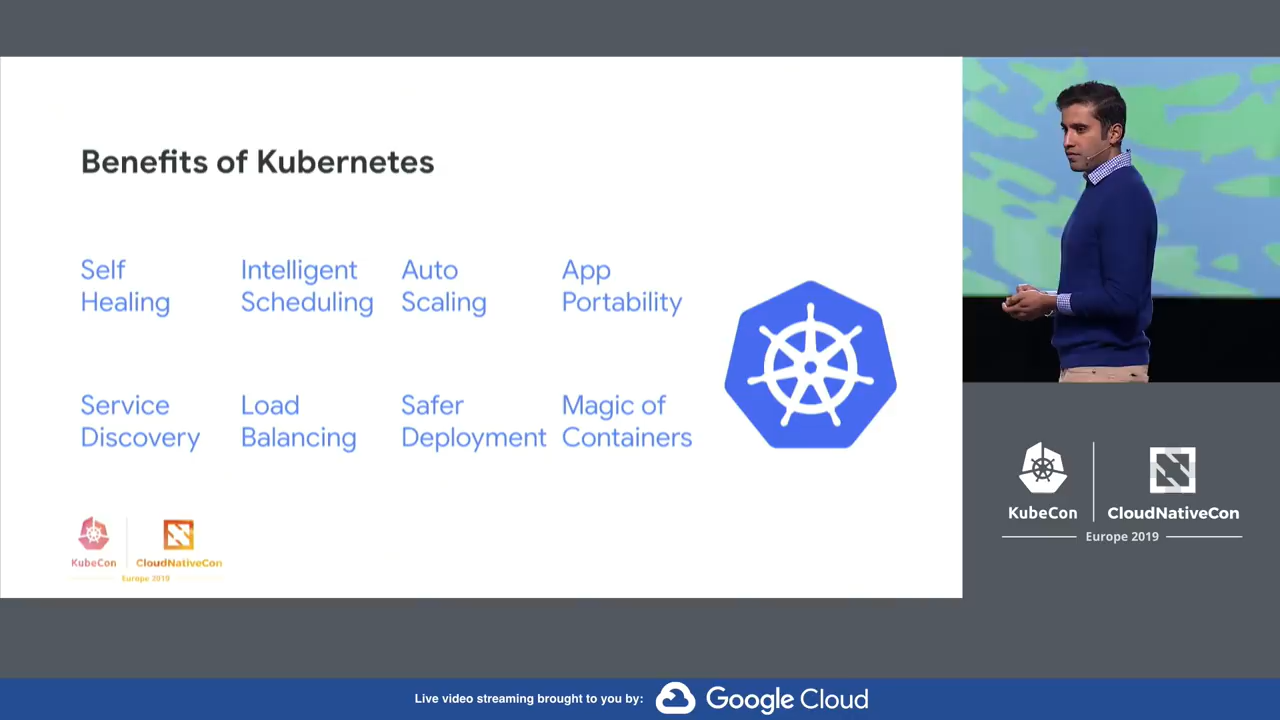 Benefits of Kubernetes
Self
Healing
Intelligent
Scheduling
Auto
Scaling
App
Portability
Service
Discovery
Load
Balancing
Safer
Deployment
Magic of
Containers
KubeCon
CloudNativeCon
Europe 2019
KubeCon
CloudNativeCon
Europe 2019
Live video streaming brought to you by:
Google Cloud